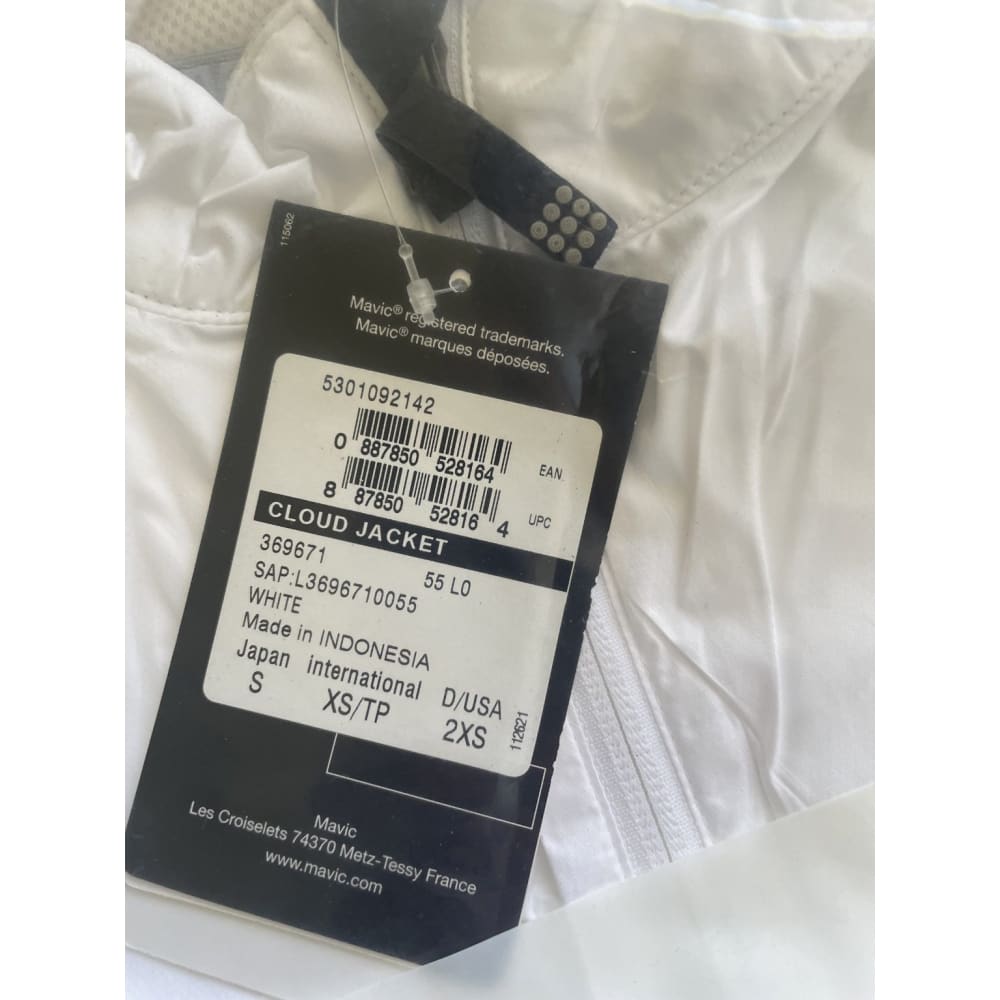 115062
Mavic® registered trademarks.
Mavic® marques déposées.
5301092142
0 887850 528164 EAN
8 87850 52816 4 UPC
CLOUD JACKET
369671 55 L0
SAP:L3696710055
WHITE
Made in INDONESIA
Japan international D/USA
S XS/TP 2XS
112621
Mavic
Les Croiselets 74370 Metz-Tessy France
www.mavic.com